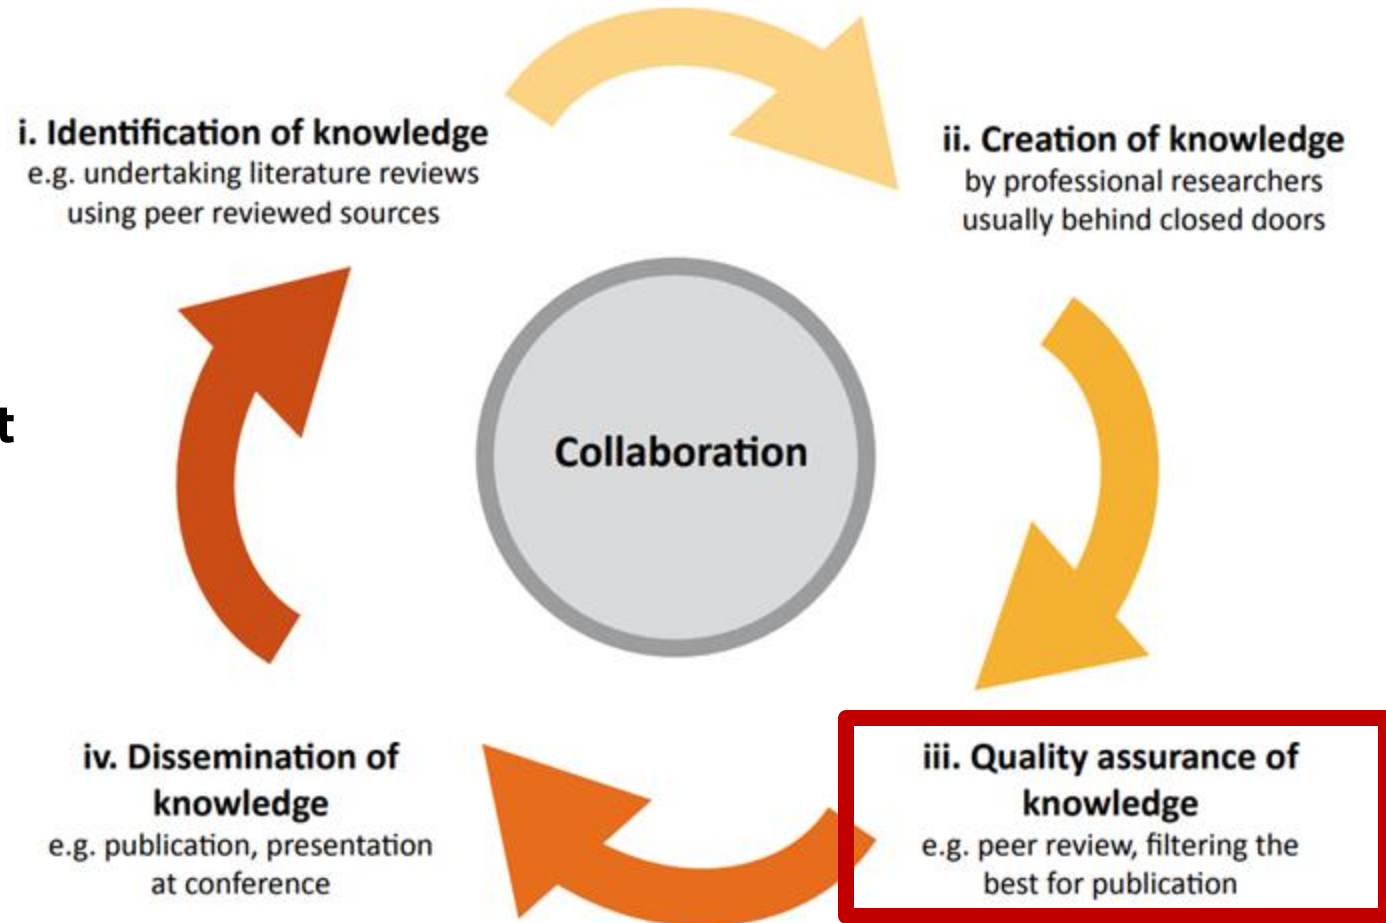 i. Identification of knowledge
e.g. undertaking literature reviews
using peer reviewed sources
ii. Creation of knowledge
by professional researchers
usually behind closed doors
t
Collaboration
iii. Quality assurance of
knowledge
e.g. peer review, filtering the
best for publication
iv. Dissemination of
knowledge
e.g. publication, presentation
at conference